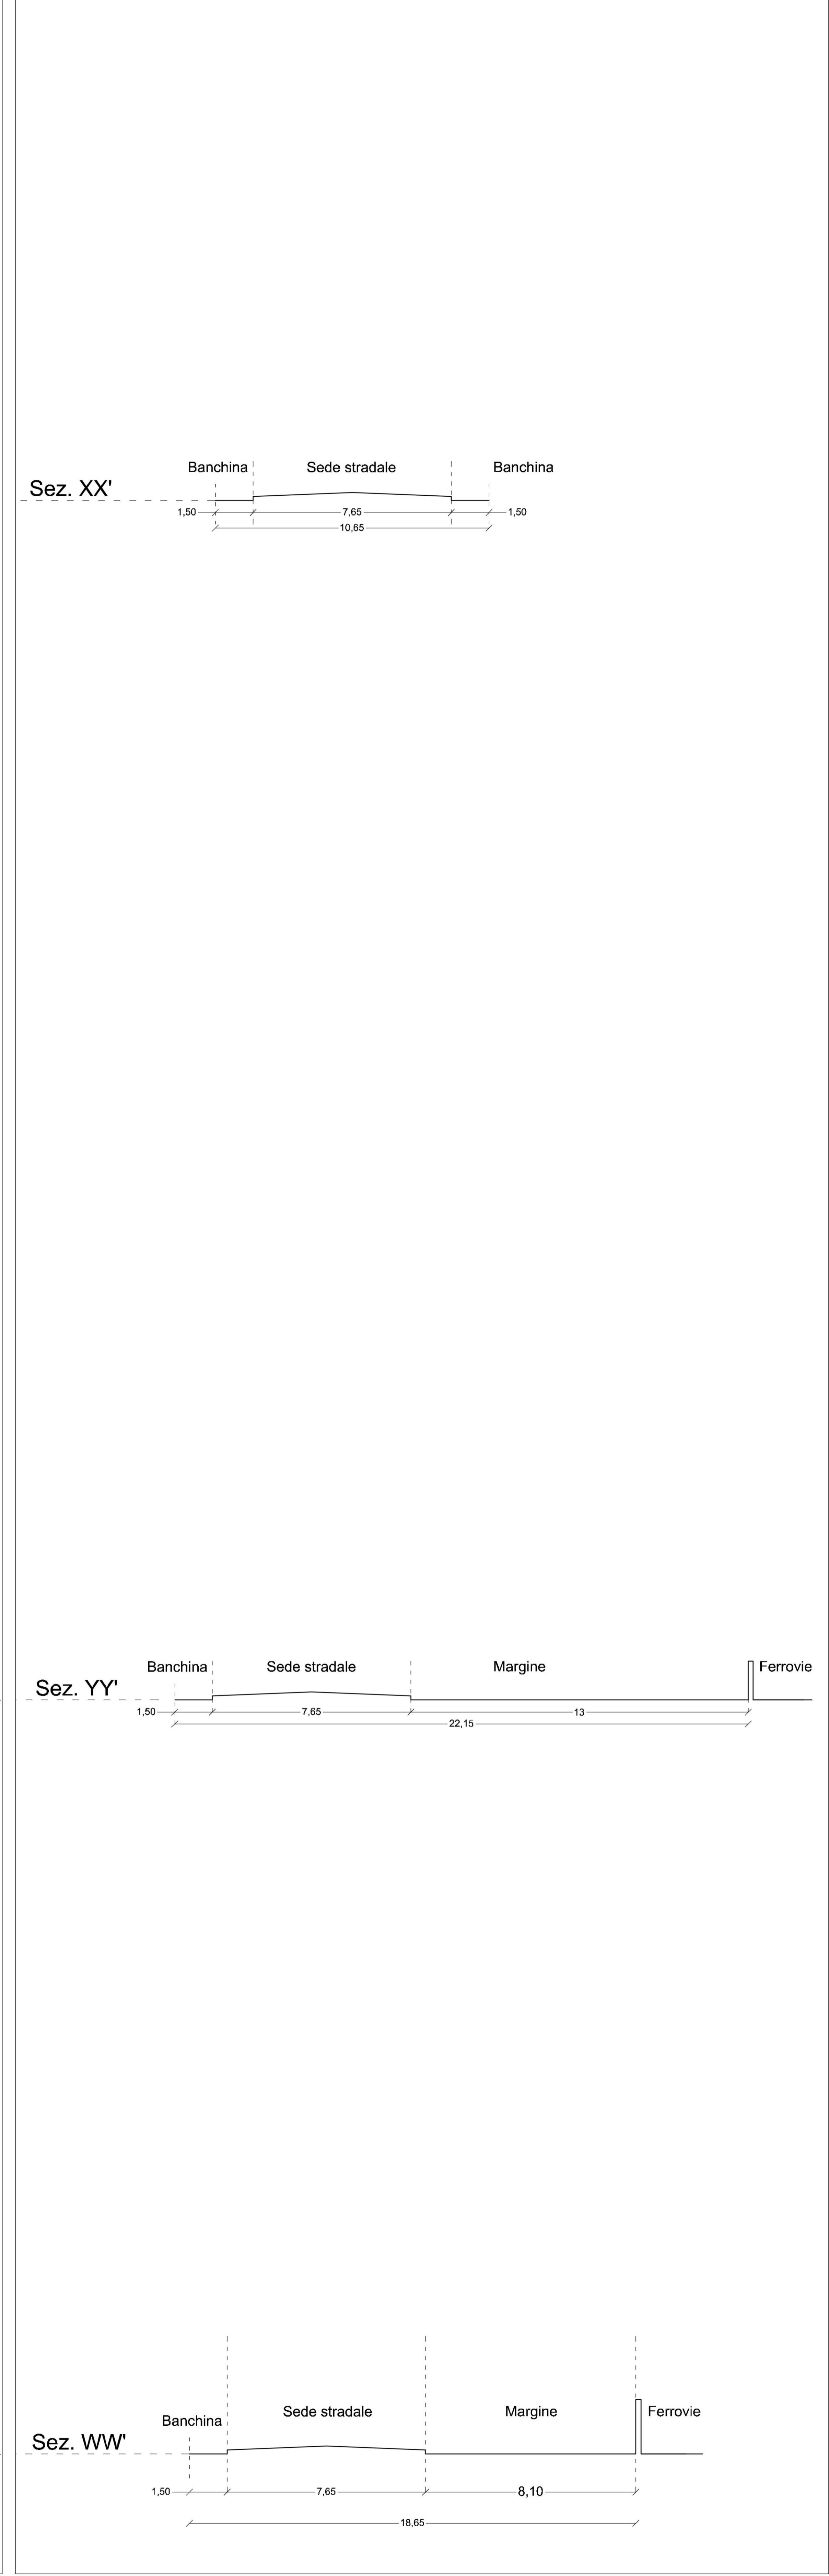 Banchina Sede stradale Banchina
Sez. XX'
1,50 7,65 1,50
10,65
Banchina Sede stradale Margine Ferrovie
Sez. YY'
1,50 7,65 13
22,15
Sede stradale Margine Ferrovie
Banchina
Sez. WW'
1,50 7,65 8,10
18,65